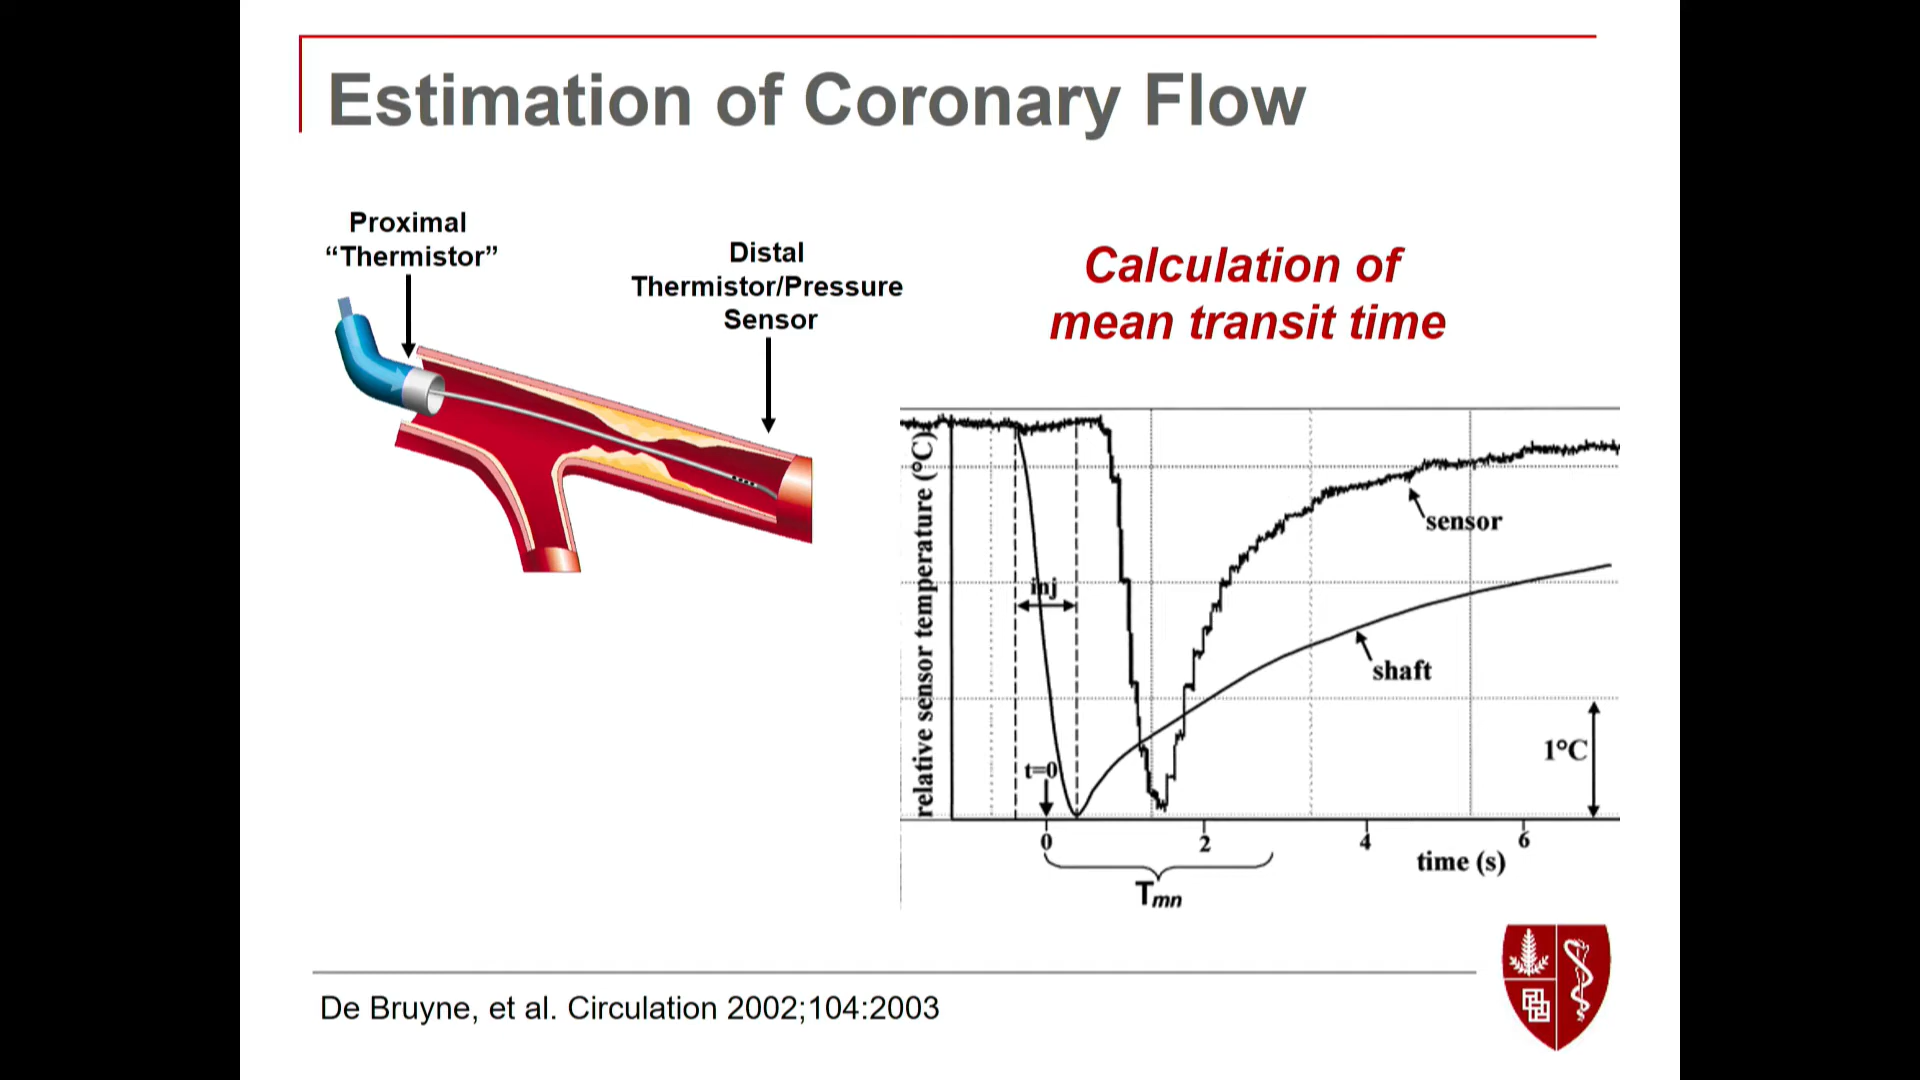 Estimation of Coronary Flow
Proximal
“Thermistor”
Distal
Thermistor/Pressure
Sensor
Calculation of
mean transit time
relative sensor temperature (°C)
inj
t=0
sensor
shaft
1°C
0
2
4
6
time (s)
Tmn
De Bruyne, et al. Circulation 2002;104:2003